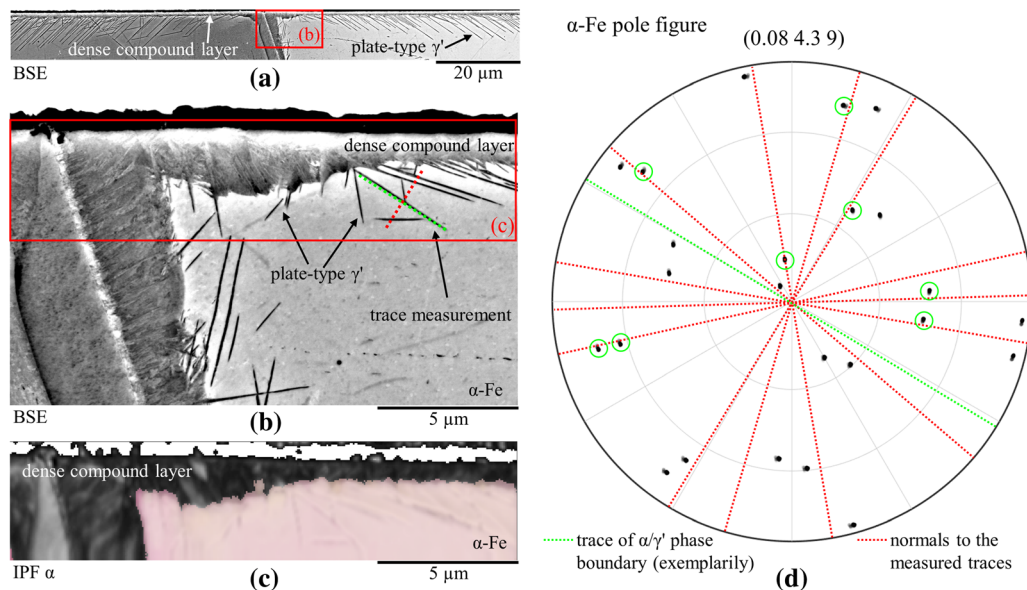 dense compound layer
(b)
plate-type γ'
BSE
20 µm
(a)
dense compound layer
(c)
plate-type γ'
trace measurement
α-Fe
BSE
5 µm
(b)
dense compound layer
α-Fe
IPF α
5 µm
(c)
α-Fe pole figure
(0.08 4.3 9)
trace of α/γ' phase
boundary (exemplarily)
normals to the
measured traces
(d)